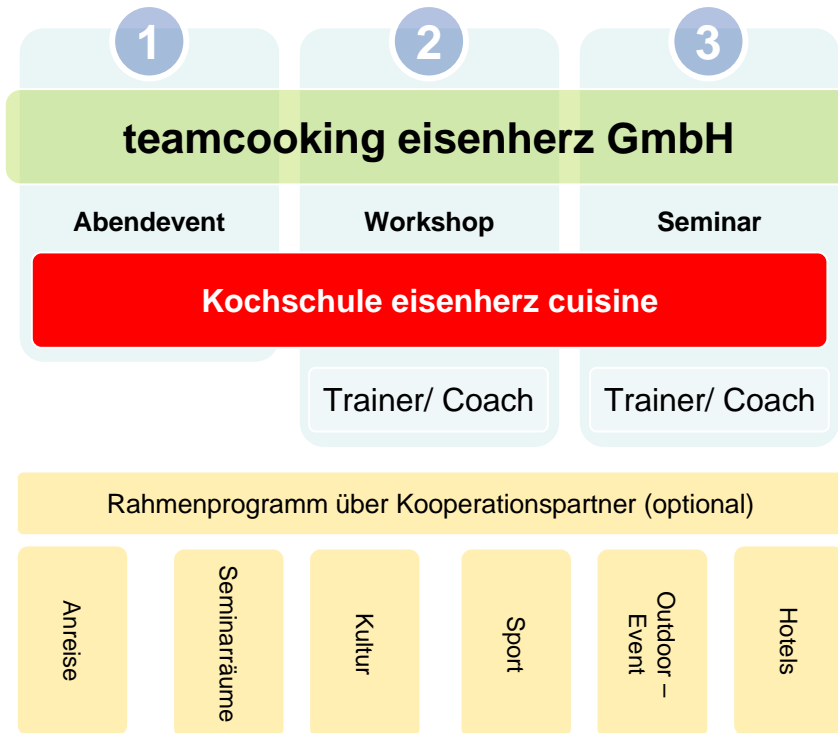 1
2
3
teamcooking eisenherz GmbH
Abendevent
Workshop
Seminar
Kochschule eisenherz cuisine
Trainer/ Coach
Trainer/ Coach
Rahmenprogramm über Kooperationspartner (optional)
Anreise
Seminarräume
Kultur
Sport
Outdoor –
Event
Hotels